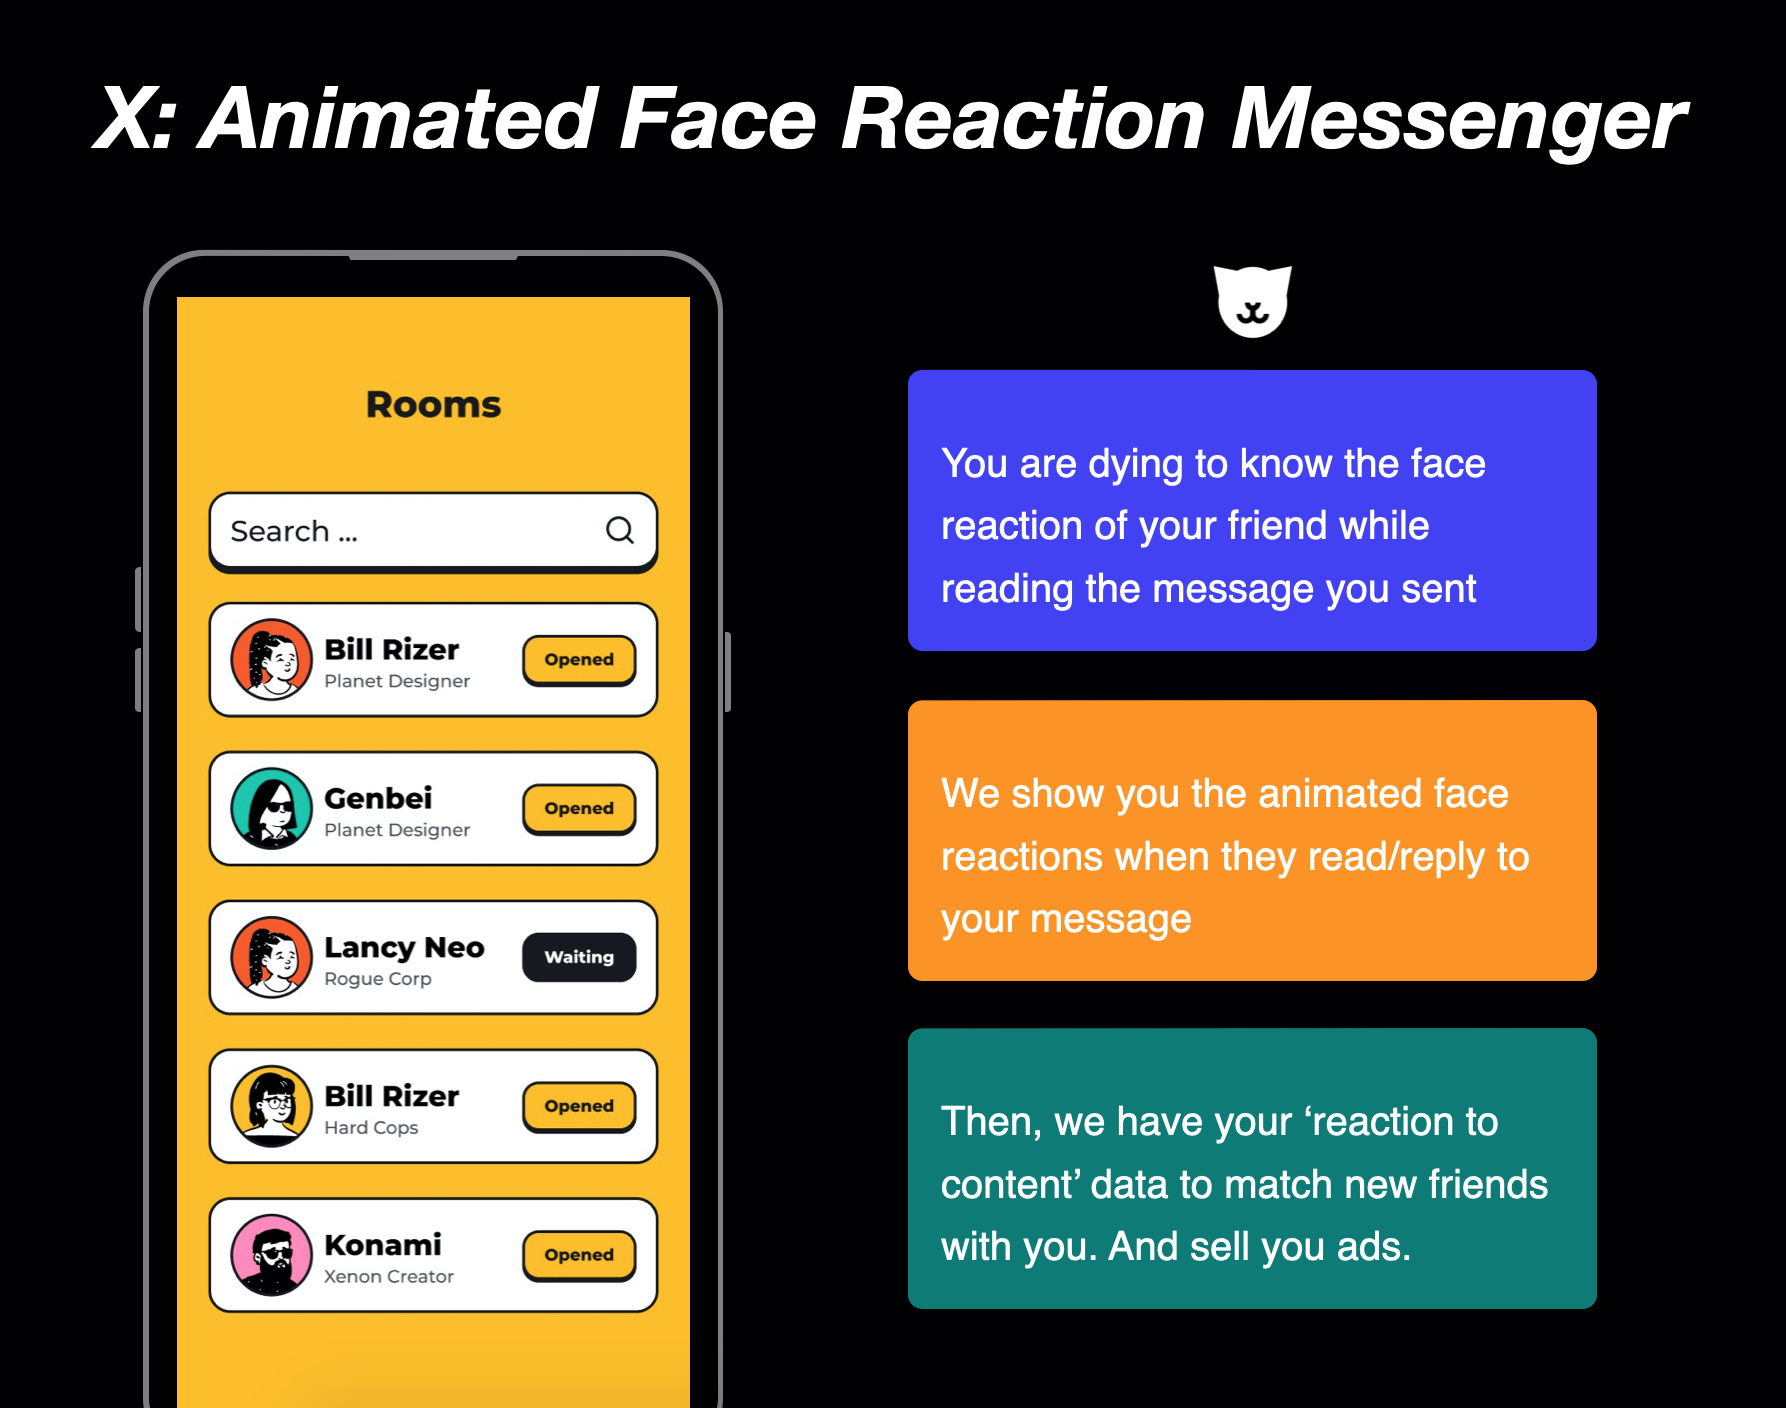 X: Animated Face Reaction Messenger
Rooms
Search ...
Bill Rizer
Planet Designer
Opened
Genbei
Planet Designer
Opened
Lancy Neo
Rogue Corp
Waiting
Bill Rizer
Hard Cops
Opened
Konami
Xenon Creator
Opened
You are dying to know the face
reaction of your friend while
reading the message you sent
We show you the animated face
reactions when they read/reply to
your message
Then, we have your ‘reaction to
content’ data to match new friends
with you. And sell you ads.